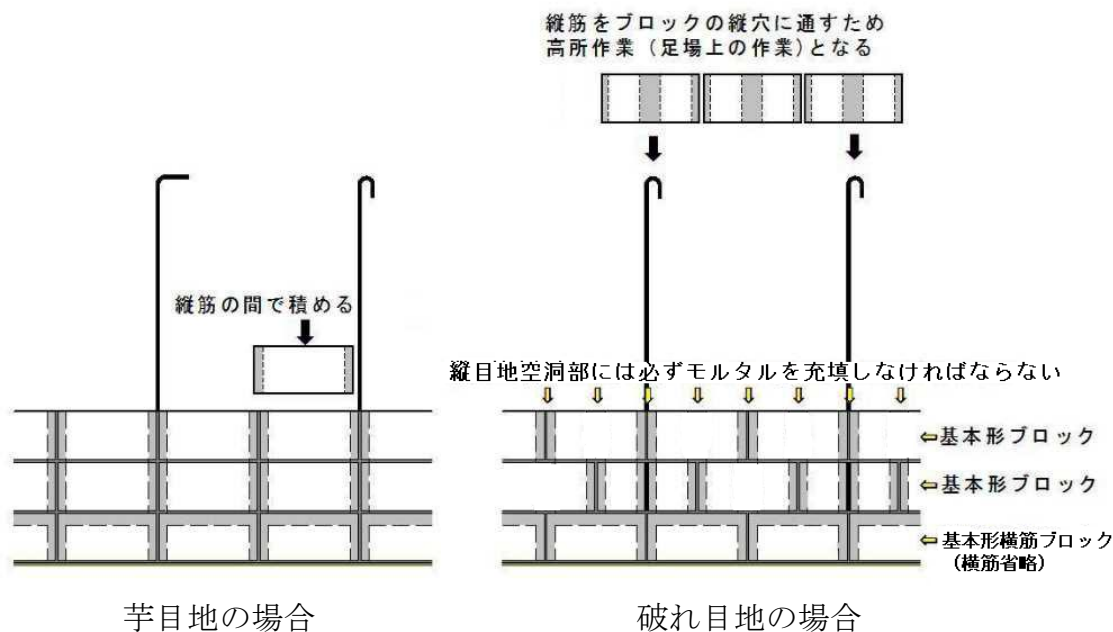 縦筋をブロックの縦穴に通すため
高所作業（足場上の作業）となる
縦筋の間で積める
縦目地空洞部には必ずモルタルを充填しなければならない
⇦基本形ブロック
⇦基本形ブロック
⇦基本形横筋ブロック
(横筋省略)
芋目地の場合
破れ目地の場合